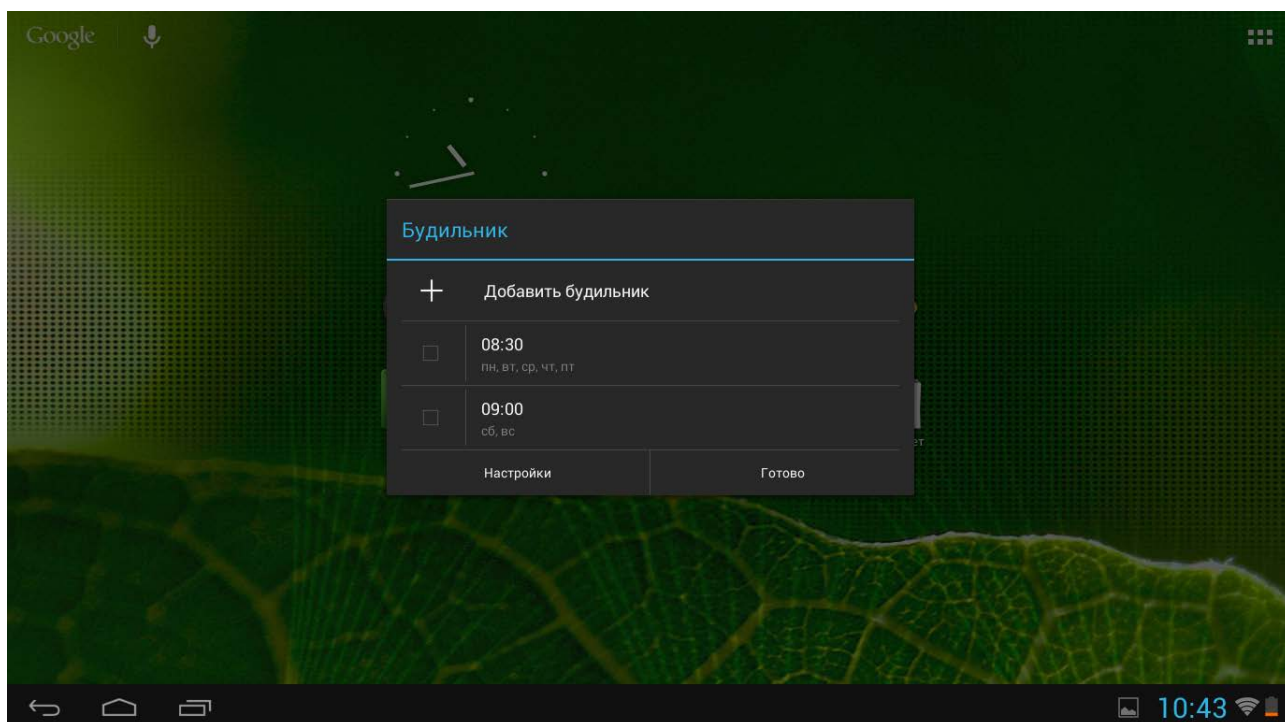 Google
Будильник
Добавить будильник
08:30
пн, вт, ср, чт, пт
09:00
сб, вс
Настройки
Готово
10:43